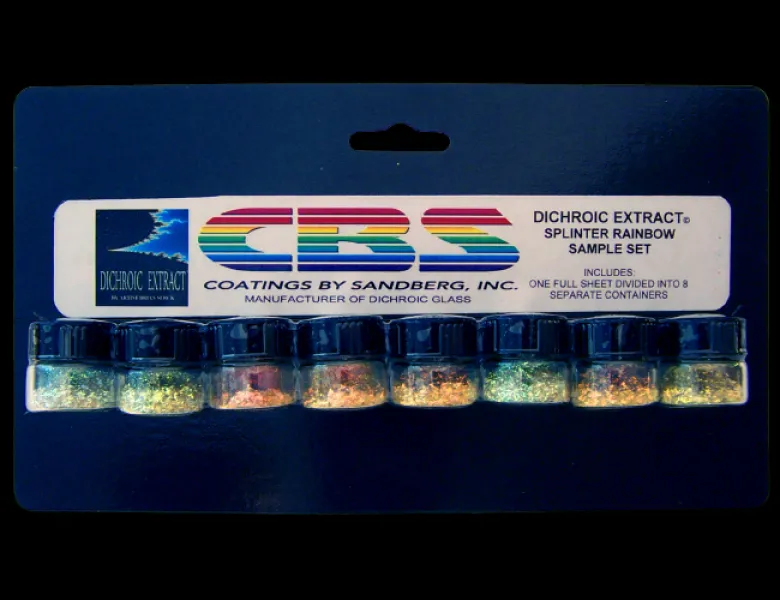 DICHROIC EXTRACT
CBS
COATINGS BY SANDBERG, INC.
MANUFACTURER OF DICHROIC GLASS
DICHROIC EXTRACT©
SPLINTER RAINBOW
SAMPLE SET
INCLUDES:
ONE FULL SHEET DIVIDED INTO 8
SEPARATE CONTAINERS